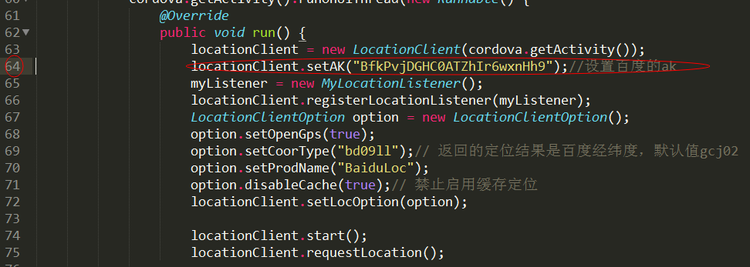 cordova.getActivity().runOnUiThread(new Runnable() {
61 @Override
62 public void run() {
63 locationClient = new LocationClient(cordova.getActivity());
64 locationClient.setAK("BfkPvjDGHC0ATZhIr6wxnHh9");//设置百度的ak
65 myListener = new MyLocationListener();
66 locationClient.registerLocationListener(myListener);
67 LocationClientOption option = new LocationClientOption();
68 option.setOpenGps(true);
69 option.setCoorType("bd09ll");// 返回的定位结果是百度经纬度，默认值gcj02
70 option.setProdName("BaiduLoc");
71 option.disableCache(true);// 禁止启用缓存定位
72 locationClient.setLocOption(option);
73
74 locationClient.start();
75 locationClient.requestLocation();